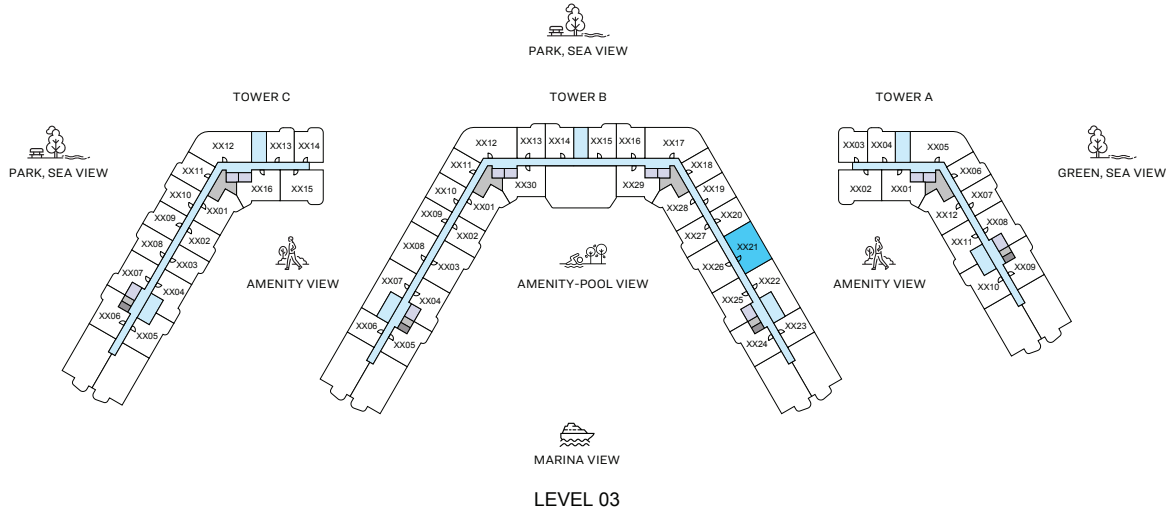 PARK, SEA VIEW
TOWER C
TOWER B
TOWER A
PARK, SEA VIEW
GREEN, SEA VIEW
XX12
XX13
XX14
XX11
XX10
XX09
XX08
XX07
XX06
XX16
XX15
XX01
XX02
XX03
XX04
XX05
XX12
XX13
XX14
XX15
XX16
XX17
XX11
XX10
XX09
XX08
XX07
XX06
XX30
XX01
XX02
XX03
XX04
XX05
XX29
XX28
XX27
XX26
XX25
XX24
XX18
XX19
XX20
XX21
XX22
XX23
XX03
XX04
XX05
XX02
XX01
XX06
XX07
XX08
XX09
XX12
XX11
XX10
AMENITY VIEW
AMENITY-POOL VIEW
AMENITY VIEW
MARINA VIEW
LEVEL 03